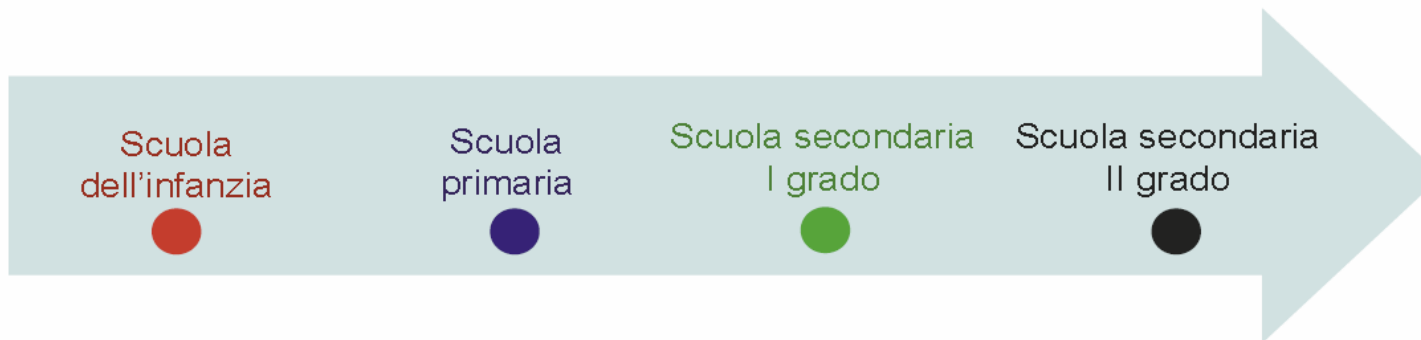 Scuola
dell'infanzia
Scuola
primaria
Scuola secondaria
I grado
Scuola secondaria
II grado